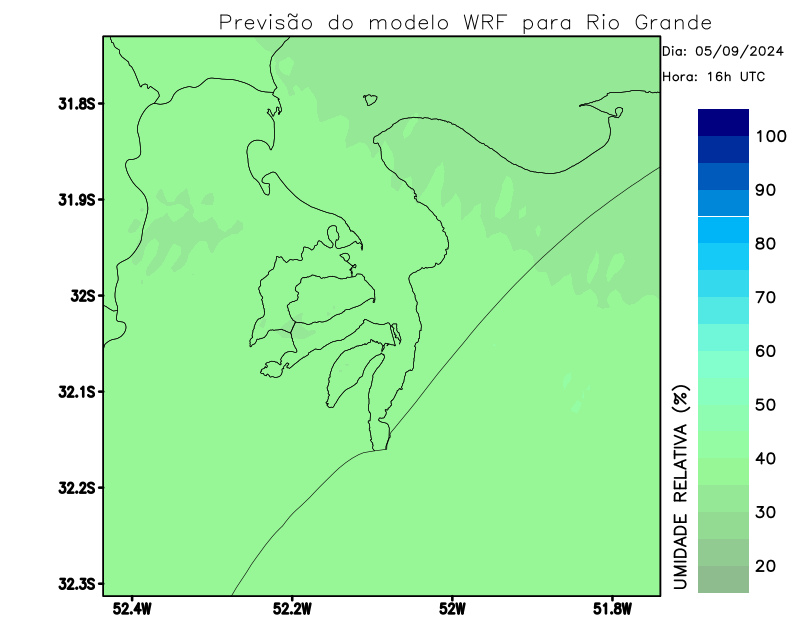 Previsão do modelo WRF para Rio Grande
Dia: 05/09/2024
Hora: 16h UTC
31.8S
31.9S
32S
32.1S
32.2S
32.3S
52.4W
52.2W
52W
51.8W
100
90
80
70
60
50
40
30
20
UMIDADE RELATIVA (%)